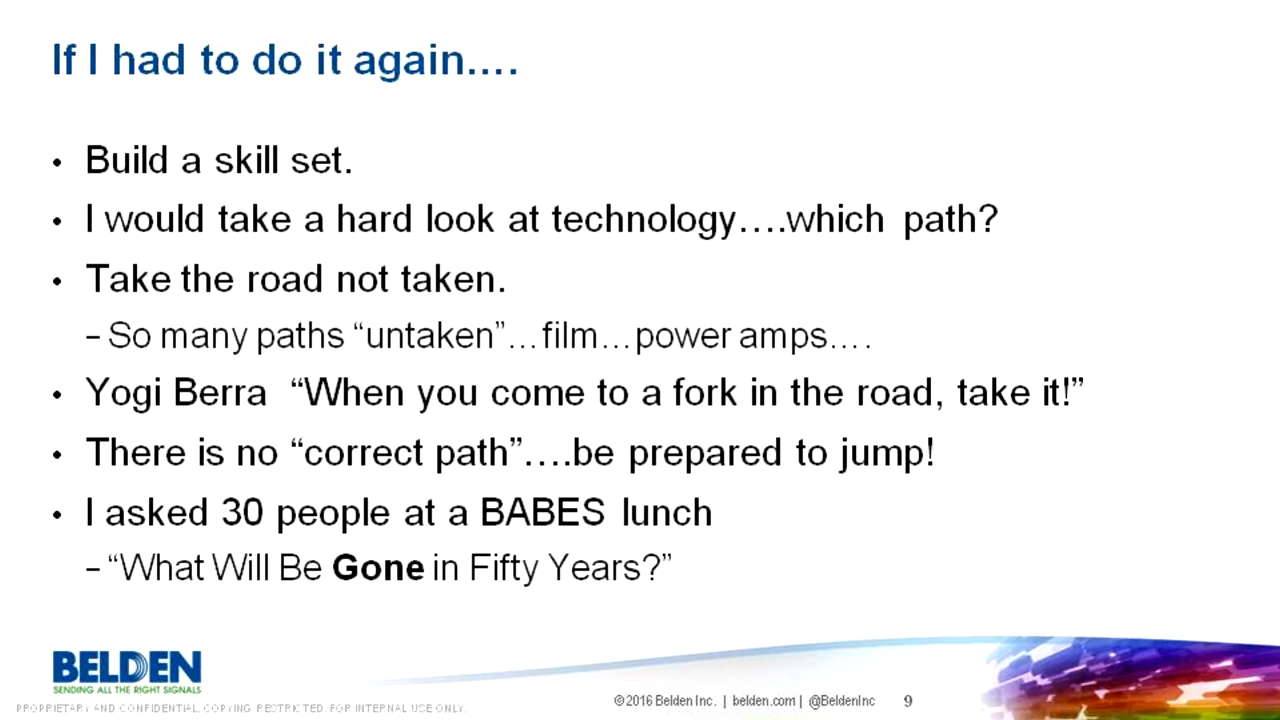 If I had to do it again....
• Build a skill set.
• I would take a hard look at technology....which path?
• Take the road not taken.
– So many paths “untaken”...film...power amps....
• Yogi Berra “When you come to a fork in the road, take it!”
• There is no “correct path”....be prepared to jump!
• I asked 30 people at a BABES lunch
– “What Will Be Gone in Fifty Years?”
BELDEN
SENDING ALL THE RIGHT SIGNALS
© 2016 Belden Inc. | belden.com | @BeldenInc 9
PROPRIETARY AND CONFIDENTIAL. COPYING RESTRICTED. FOR INTERNAL USE ONLY.